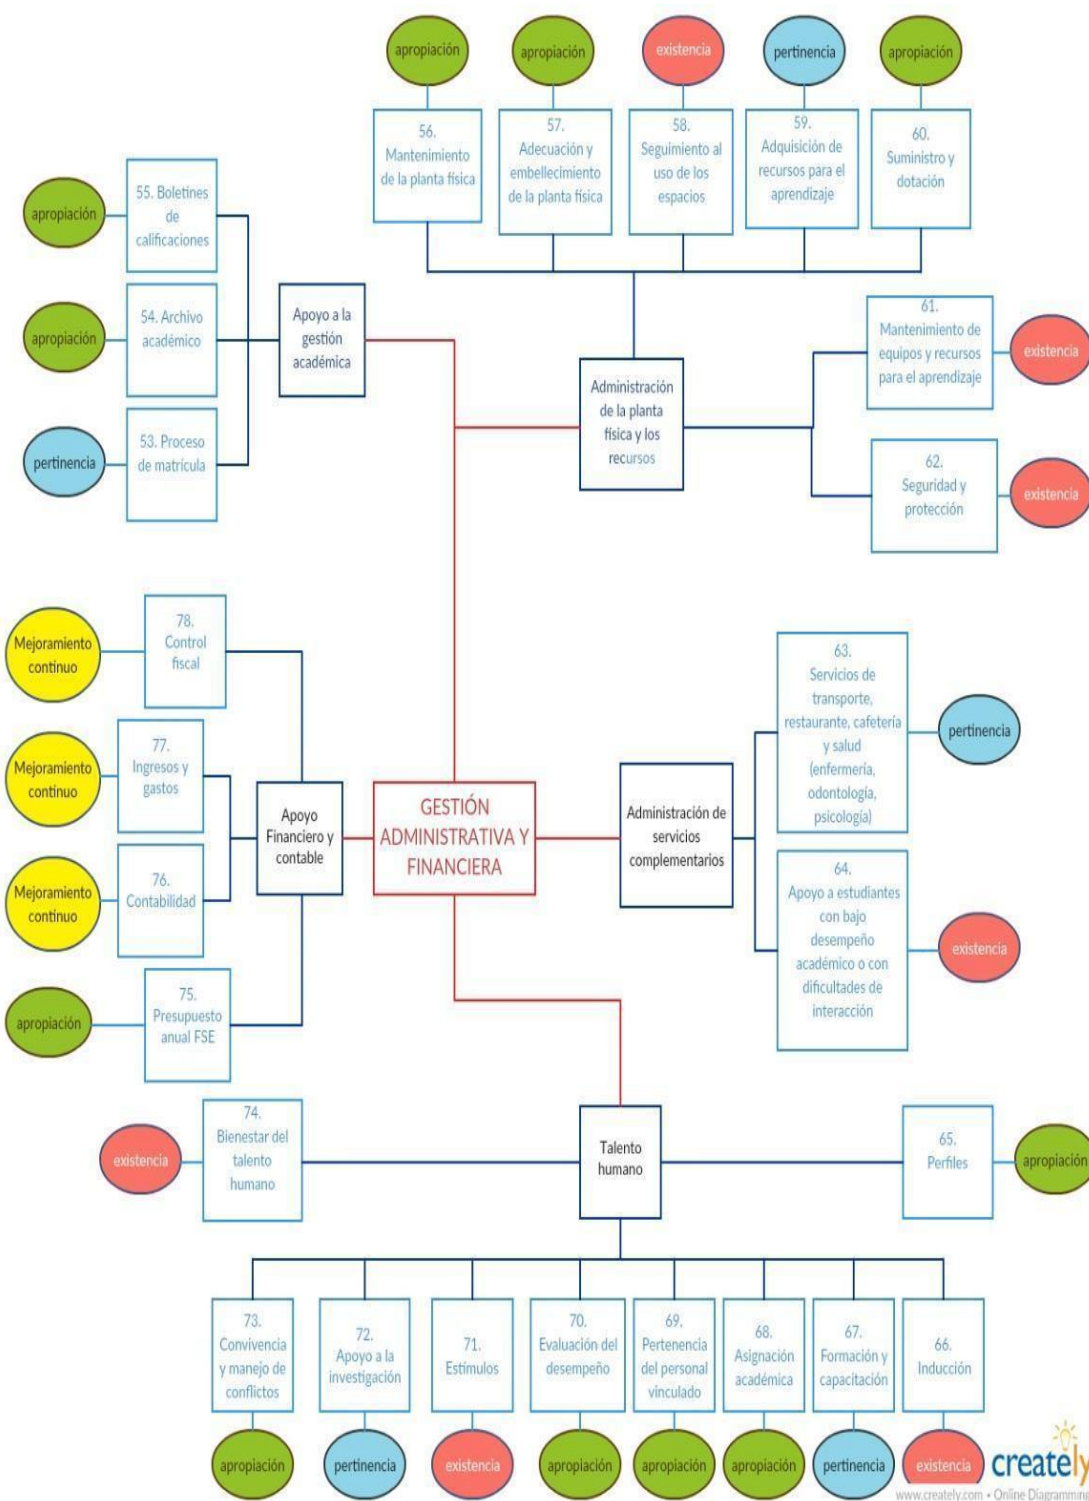 apropiación
apropiación
existencia
pertinencia
apropiación
56.
Mantenimiento
de la planta física
57.
Adecuación y
embellecimiento
de la planta física
58.
Seguimiento al
uso de los
espacios
59.
Adquisición de
recursos para el
aprendizaje
60.
Suministro y
dotación
apropiación
55. Boletines
de
calificaciones
apropiación
54. Archivo
académico
pertinencia
53. Proceso
de matrícula
Apoyo a la
gestión
académica
Administración
de la planta
física y los
recursos
61.
Mantenimiento de
equipos y recursos
para el aprendizaje
existencia
62.
Seguridad y
protección
existencia
Mejoramiento
contínuo
78.
Control
fiscal
Mejoramiento
contínuo
77.
Ingresos y
gastos
Mejoramiento
contínuo
76.
Contabilidad
apropiación
75.
Presupuesto
anual FSE
Apoyo
Financiero y
contable
GESTIÓN
ADMINISTRATIVA Y
FINANCIERA
Administración de
servicios
complementarios
63.
Servicios de
transporte,
restaurante, cafetería
y salud
(enfermería,
odontología,
psicología)
pertinencia
64.
Apoyo a estudiantes
con bajo
desempeño
académico o con
dificultades de
interacción
existencia
existencia
74.
Bienestar del
talento
humano
Talento
humano
65.
Perfiles
apropiación
73.
Convivencia
y manejo de
conflictos
72.
Apoyo a la
investigación
71.
Estímulos
70.
Evaluación del
desempeño
69.
Pertenencia
del personal
vinculado
68.
Asignación
académica
67.
Formación y
capacitación
66.
Inducción
apropiación
pertinencia
existencia
apropiación
apropiación
apropiación
pertinencia
existencia
creately
www.creately.com • Online Diagramming